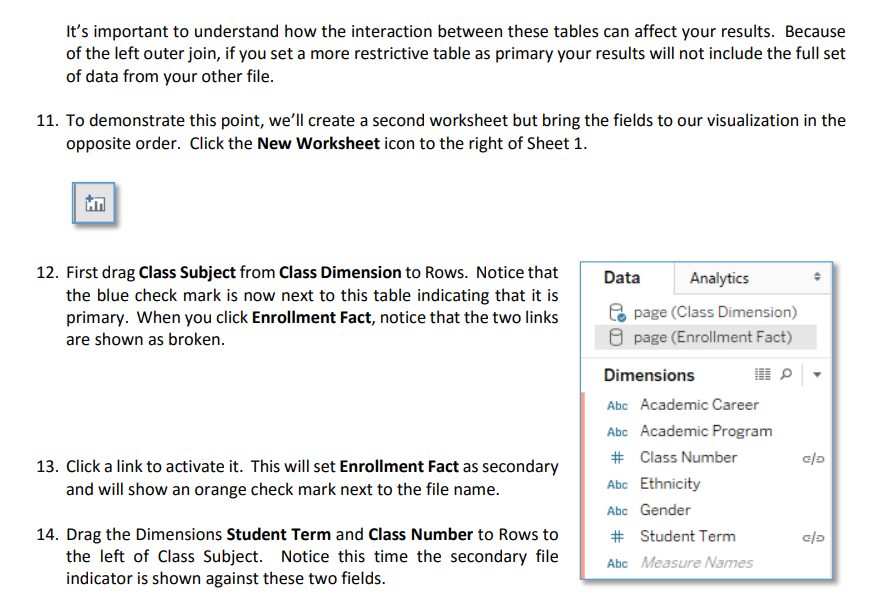 It’s important to understand how the interaction between these tables can affect your results. Because
of the left outer join, if you set a more restrictive table as primary your results will not include the full set
of data from your other file.
11. To demonstrate this point, we’ll create a second worksheet but bring the fields to our visualization in the
opposite order. Click the New Worksheet icon to the right of Sheet 1.
12. First drag Class Subject from Class Dimension to Rows. Notice that
the blue check mark is now next to this table indicating that it is
primary. When you click Enrollment Fact, notice that the two links
are shown as broken.
13. Click a link to activate it. This will set Enrollment Fact as secondary
and will show an orange check mark next to the file name.
14. Drag the Dimensions Student Term and Class Number to Rows to
the left of Class Subject. Notice this time the secondary file
indicator is shown against these two fields.
Data Analytics
page (Class Dimension)
page (Enrollment Fact)
Dimensions
Abc Academic Career
Abc Academic Program
# Class Number
Abc Ethnicity
Abc Gender
# Student Term
Abc Measure Names